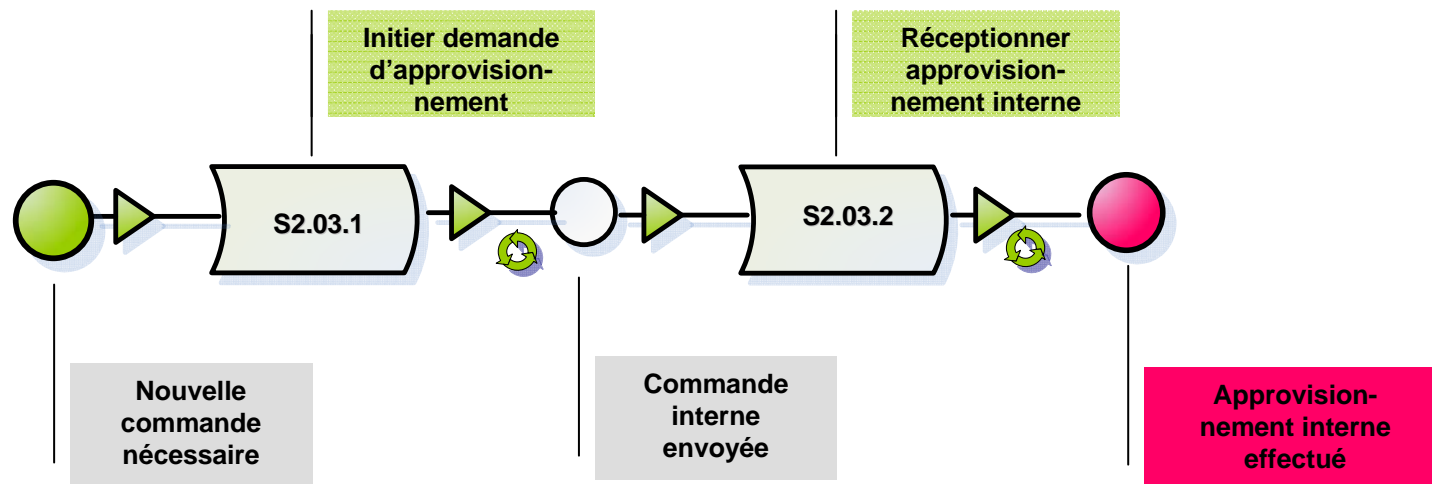 Initier demande
d’approvision-
nement
Réceptionner
approvision-
nement interne
S2.03.1
S2.03.2
Nouvelle
commande
nécessaire
Commande
interne
envoyée
Approvision-
nement interne
effectué